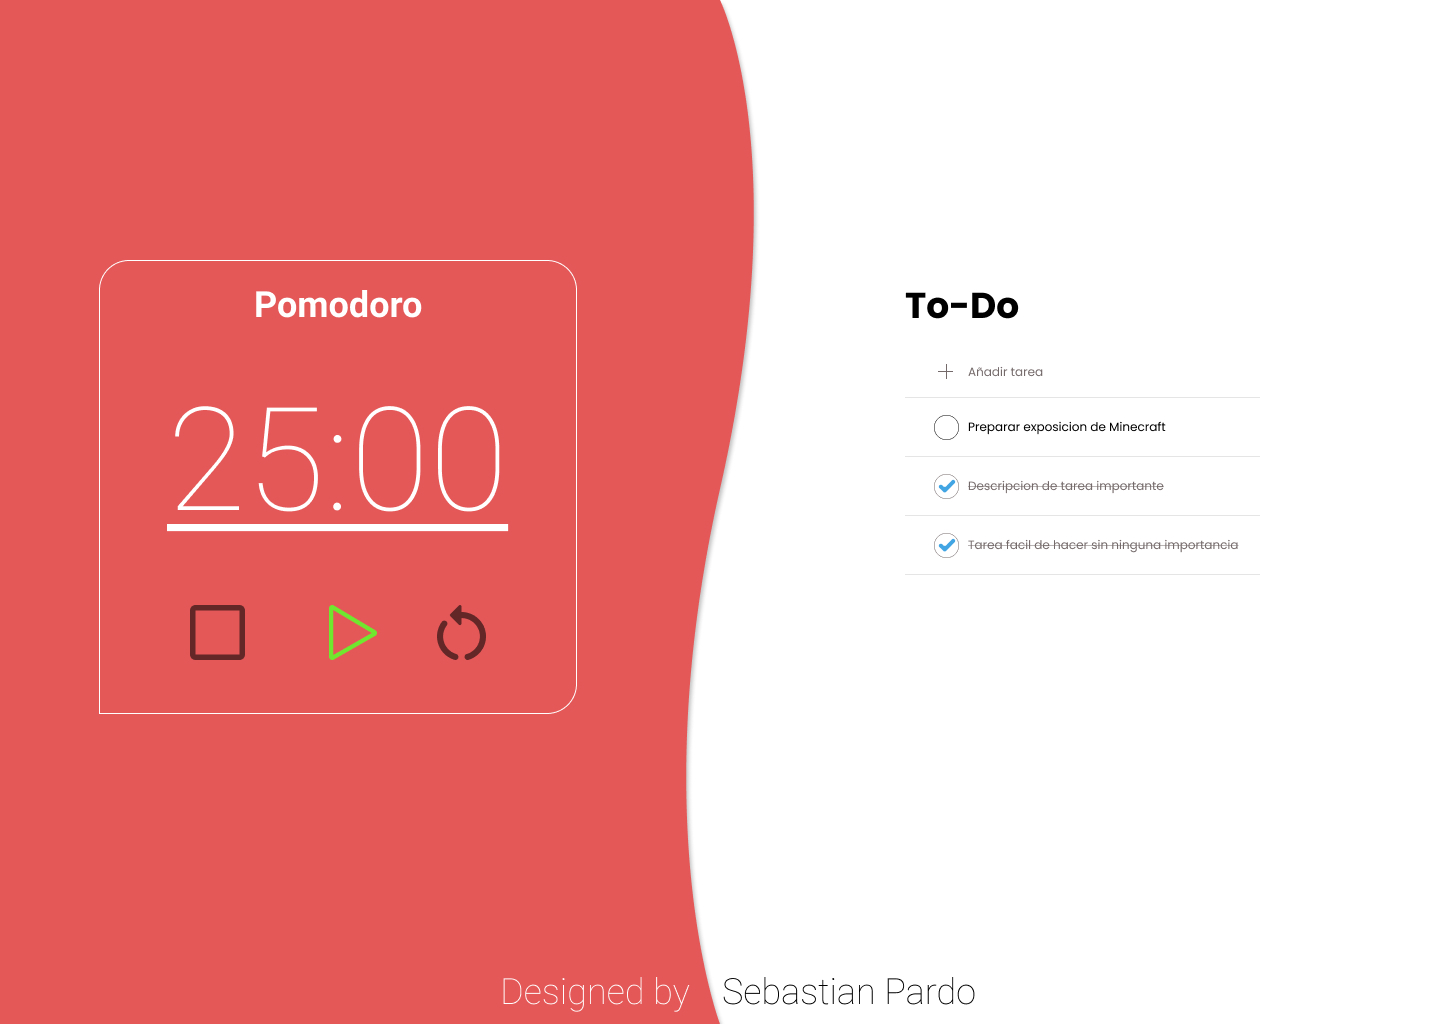 Pomodoro
25:00
To-Do
Añadir tarea
Preparar exposicion de Minecraft
Descripcion de tarea importante
Tarea facil de hacer sin ninguna importancia
Designed by Sebastian Pardo